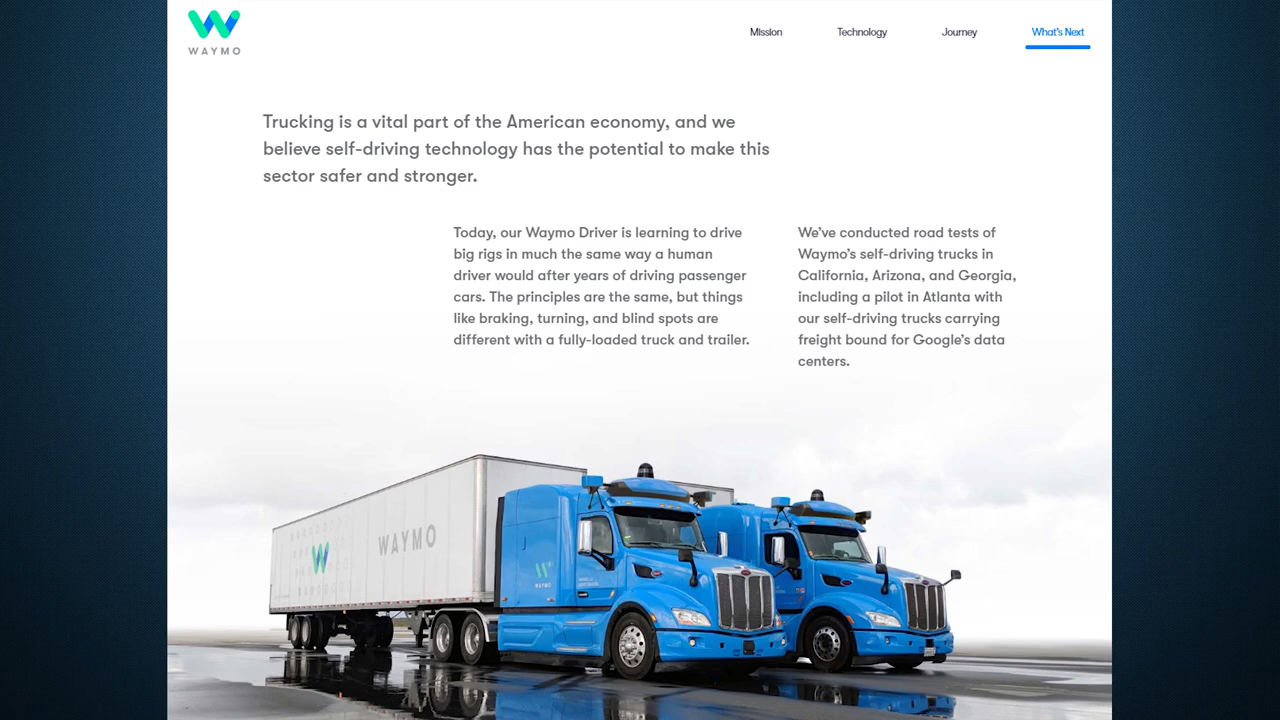 WAYMO
Mission
Technology
Journey
What's Next
Trucking is a vital part of the American economy, and we
believe self-driving technology has the potential to make this
sector safer and stronger.
Today, our Waymo Driver is learning to drive
big rigs in much the same way a human
driver would after years of driving passenger
cars. The principles are the same, but things
like braking, turning, and blind spots are
different with a fully-loaded truck and trailer.
We've conducted road tests of
Waymo's self-driving trucks in
California, Arizona, and Georgia,
including a pilot in Atlanta with
our self-driving trucks carrying
freight bound for Google's data
centers.
WAYMO
WAYMO